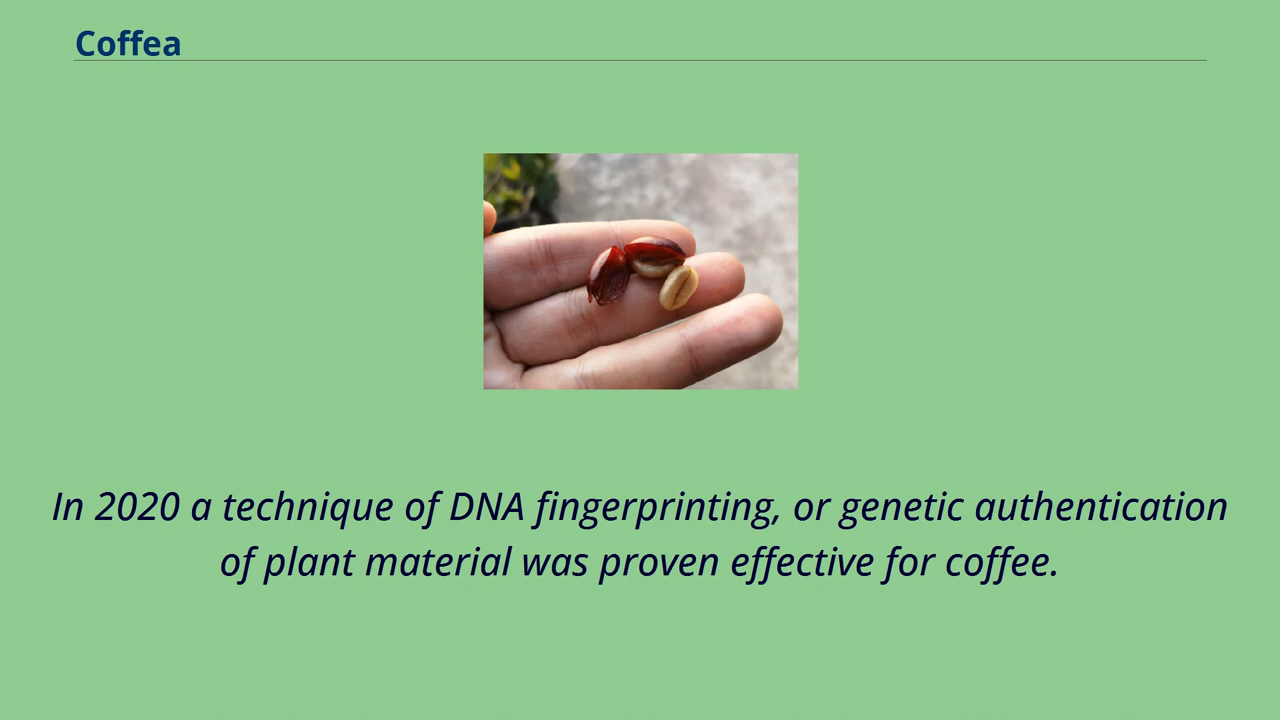 Coffea
In 2020 a technique of DNA fingerprinting, or genetic authentication
of plant material was proven effective for coffee.